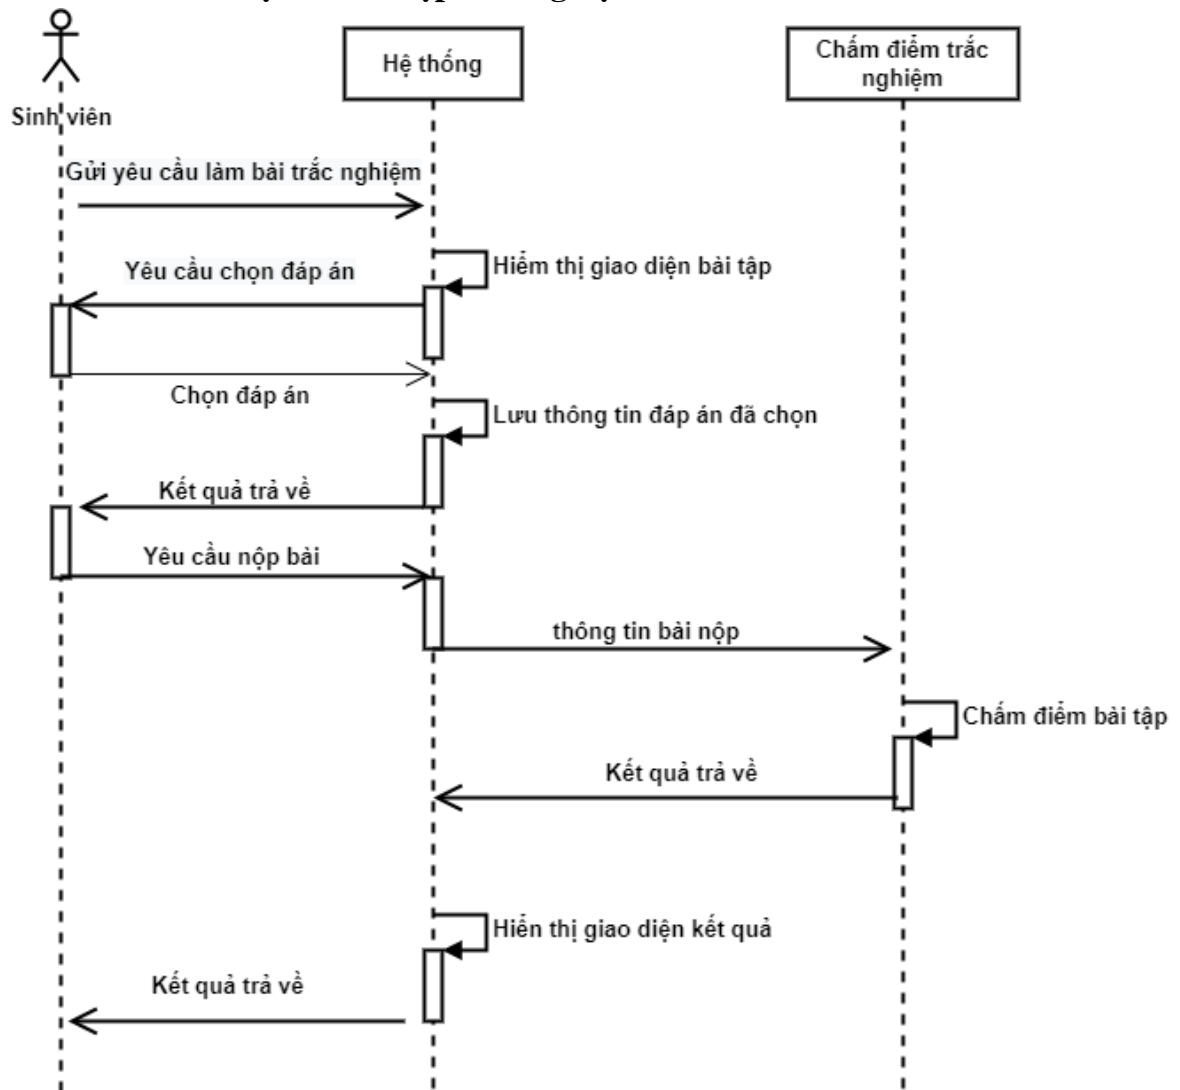 Hệ thống
Chấm điểm trắc
nghiệm
Sinh viên
Gửi yêu cầu làm bài trắc nghiệm
Hiểm thị giao diện bài tập
Yêu cầu chọn đáp án
Chọn đáp án
Lưu thông tin đáp án đã chọn
Kết quả trả về
Yêu cầu nộp bài
thông tin bài nộp
Chấm điểm bài tập
Kết quả trả về
Hiển thị giao diện kết quả
Kết quả trả về